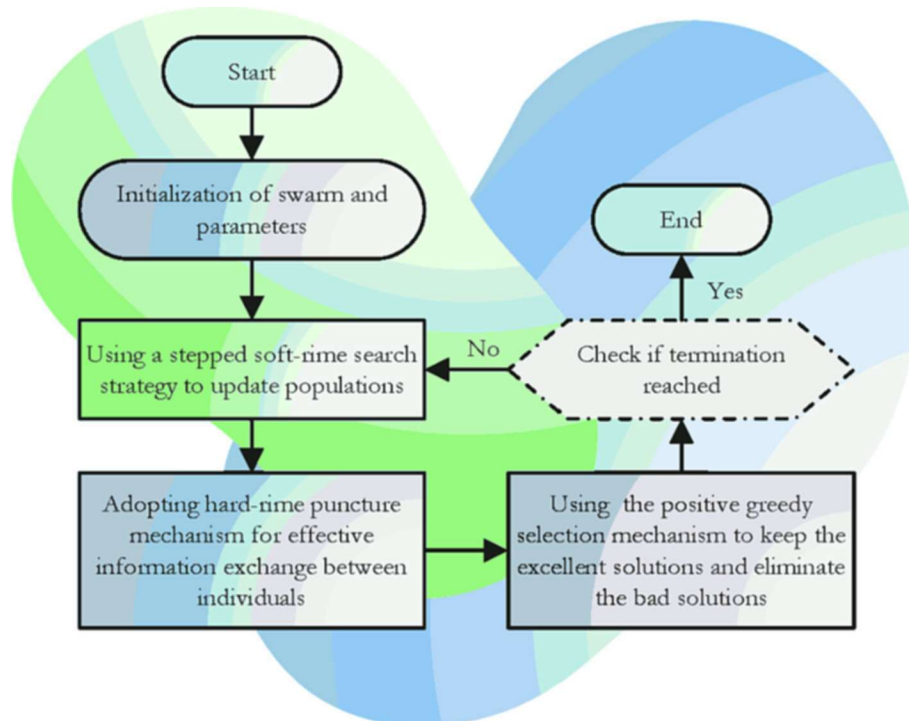 Start
Initialization of swarm and
parameters
Using a stepped soft-rime search
strategy to update populations
Adopting hard-rime puncture
mechanism for effective
information exchange between
individuals
Using the positive greedy
selection mechanism to keep the
excellent solutions and eliminate
the bad solutions
Check if termination
reached
No
Yes
End